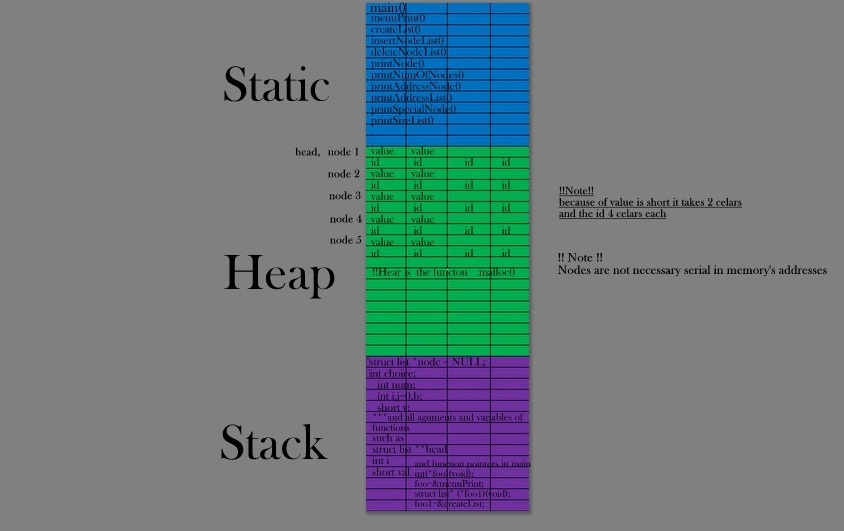 main()
menuPrint()
createList()
insertNodeList()
deleteNodeList()
printNode()
printNumOfNodes()
printAddressNode()
printAddressList()
printSpecialNode()
printSizeList()
Static
head, node 1 value value
id id id id
node 2 value value
id id id id
node 3 value value
id id id id
node 4 value value
id id id id
node 5 value value
id id id id
Heap
!!Hear is the functon malloc()
!!Note!!
because of value is short it takes 2 celars
and the id 4 celars each
!! Note !!
Nodes are not necessary serial in memory's addresses
Stack
struct list *node = NULL;
int choice;
int num;
int i,j=0,b;
short v;
***and all aguments and variables of
functions
such as
struct list **head
int i
short val
and function pointers in main
int(*foo)(void);
foo=&menuPrint;
struct list* (*foo1)(void);
foo1=&createList;